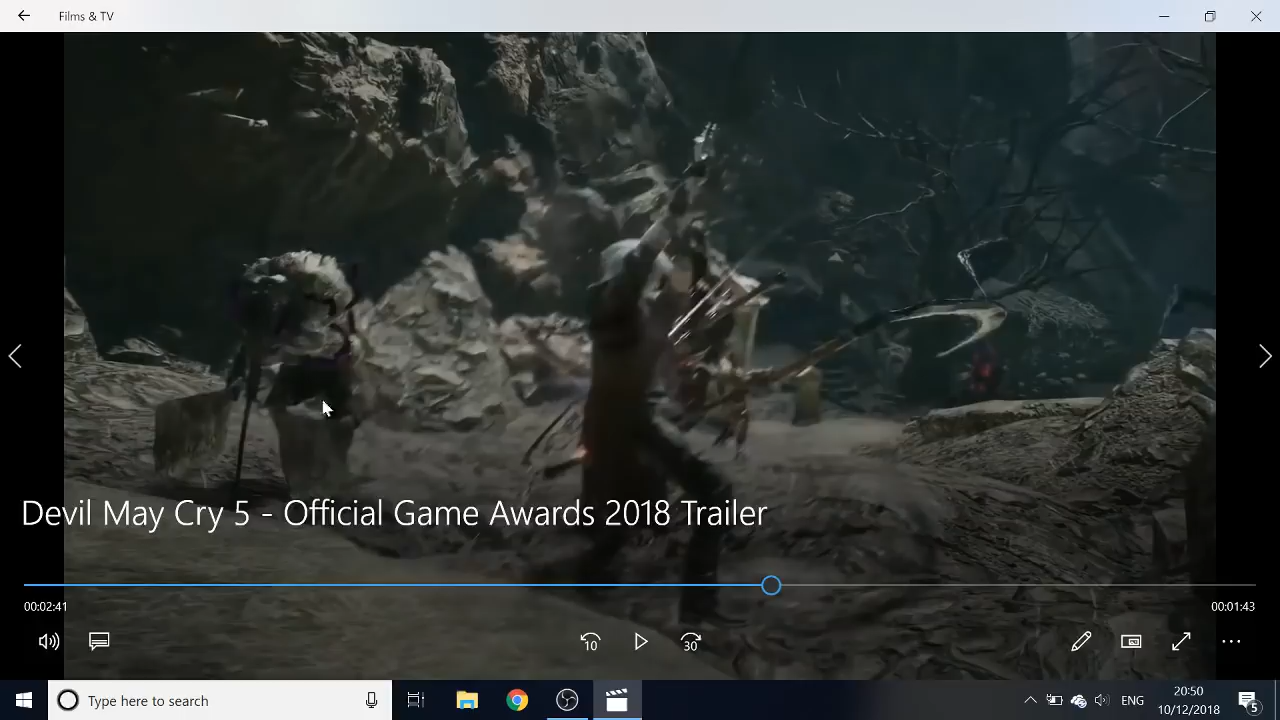 Films & TV
Devil May Cry 5 - Official Game Awards 2018 Trailer
00:02:41
00:01:43
10
30
Type here to search
ENG
20:50
10/12/2018
5